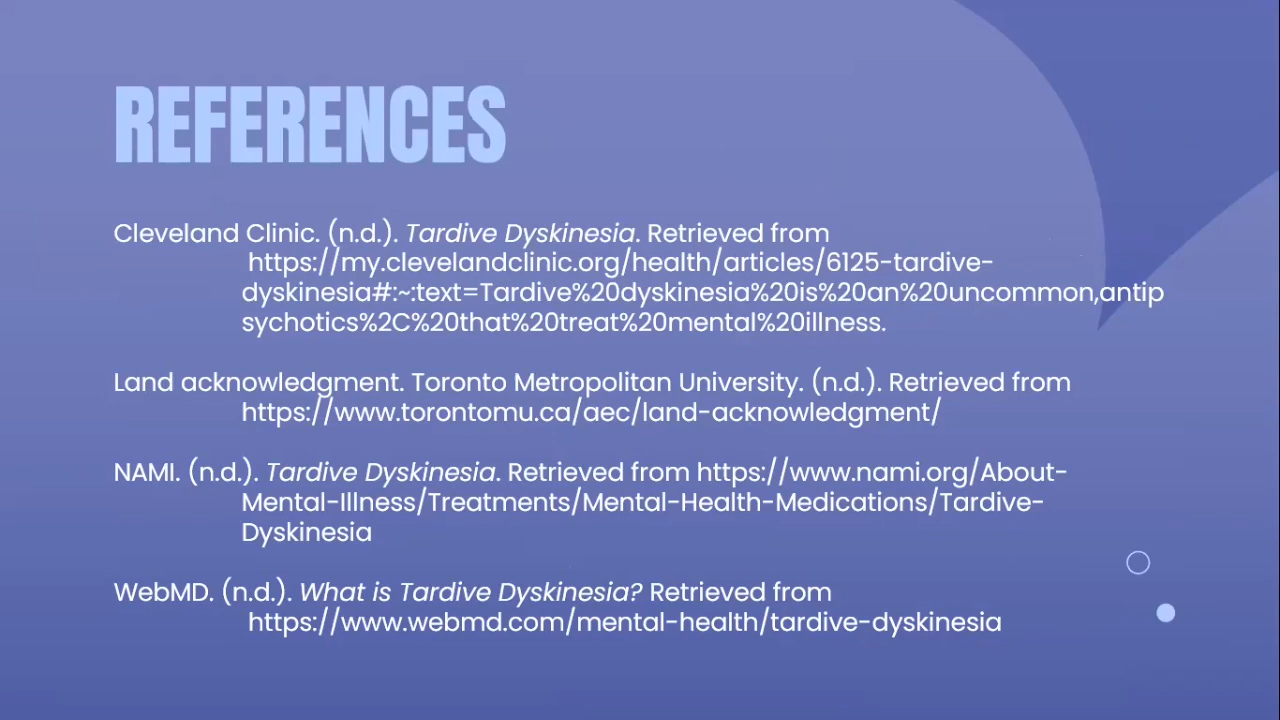 REFERENCES
Cleveland Clinic. (n.d.). Tardive Dyskinesia. Retrieved from
https://my.clevelandclinic.org/health/articles/6125-tardive-
dyskinesia#:~:text=Tardive%20dyskinesia%20is%20an%20uncommon,antip
sychotics%2C%20that%20treat%20mental%20illness.
Land acknowledgment. Toronto Metropolitan University. (n.d.). Retrieved from
https://www.torontomu.ca/aec/land-acknowledgment/
NAMI. (n.d.). Tardive Dyskinesia. Retrieved from https://www.nami.org/About-
Mental-Illness/Treatments/Mental-Health-Medications/Tardive-
Dyskinesia
WebMD. (n.d.). What is Tardive Dyskinesia? Retrieved from
https://www.webmd.com/mental-health/tardive-dyskinesia